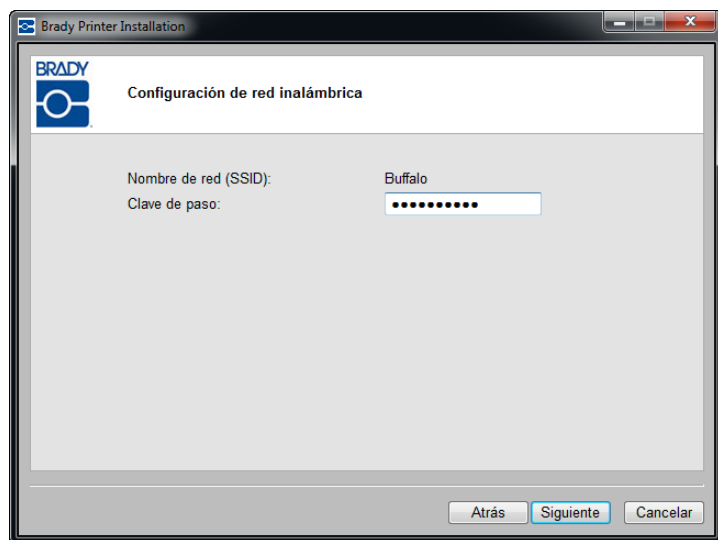 Brady Printer Installation
BRADY
Configuración de red inalámbrica
Nombre de red (SSID): Buffalo
Clave de paso: ••••••••••
Atrás Siguiente Cancelar